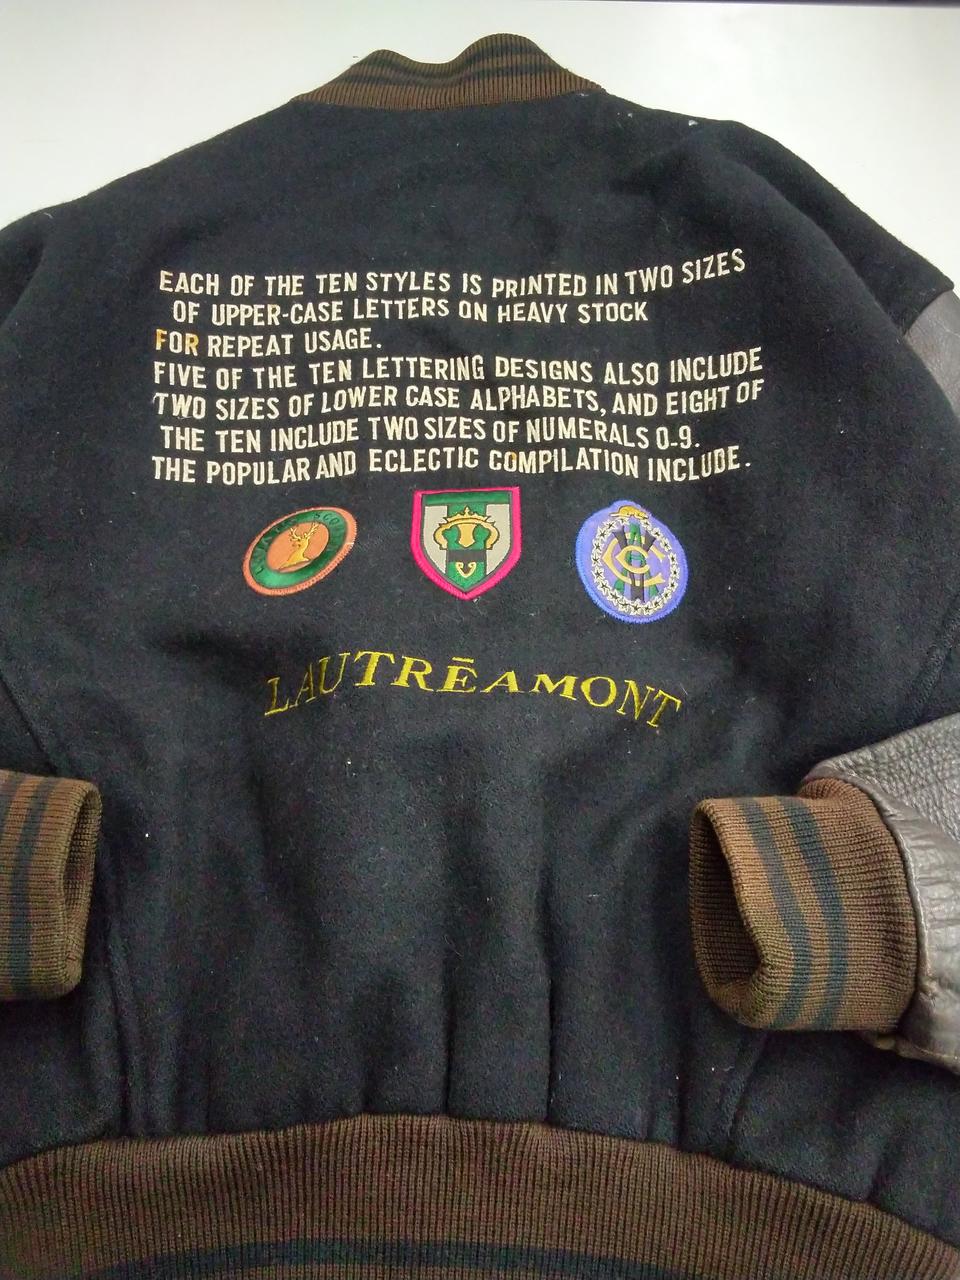 EACH OF THE TEN STYLES IS PRINTED IN TWO SIZES
OF UPPER-CASE LETTERS ON HEAVY STOCK
FOR REPEAT USAGE.
FIVE OF THE TEN LETTERING DESIGNS ALSO INCLUDE
TWO SIZES OF LOWER CASE ALPHABETS, AND EIGHT OF
THE TEN INCLUDE TWO SIZES OF NUMERALS 0-9.
THE POPULAR AND ECLECTIC COMPILATION INCLUDE.
LAUTRĒAMONT